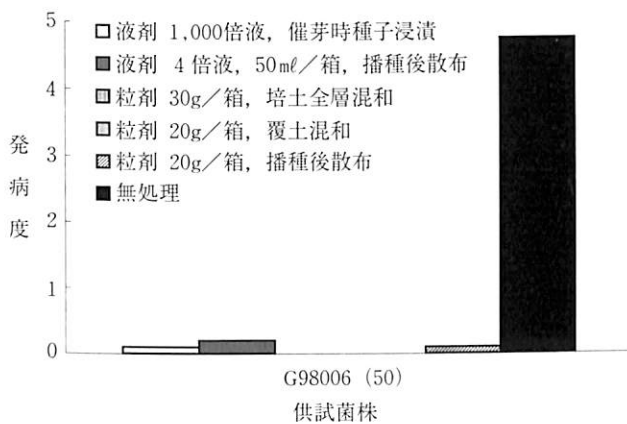 5
4
3
2
1
0
発病度
液剤 1,000倍液，催芽時種子浸漬
液剤 4倍液，50㎖／箱，播種後散布
粒剤 30g／箱，培土全層混和
粒剤 20g／箱，覆土混和
粒剤 20g／箱，播種後散布
無処理
G98006 (50)
供試菌株